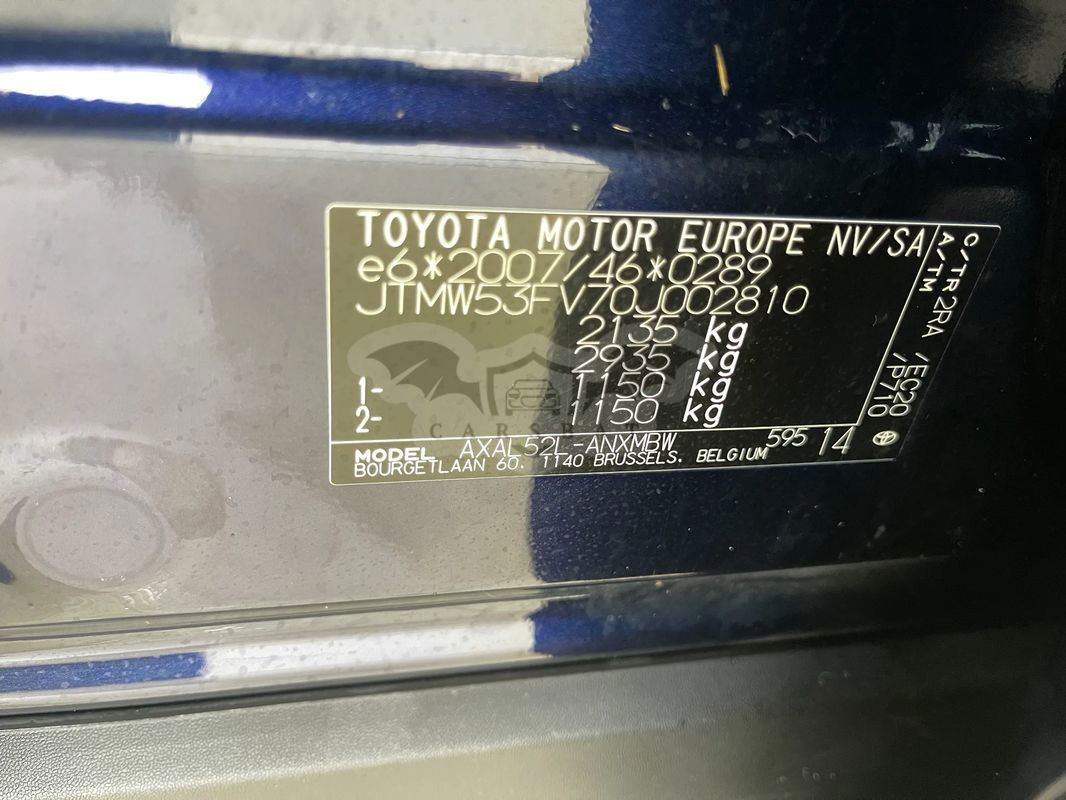 TOYOTA MOTOR EUROPE NV/SA
e6*2007/46*0289
JTMW53FV70J002810
2135 kg
2935 kg
1- 1150 kg
2- 1150 kg
C/TR 2RA /EC20
A/TM /P710
MODEL AXAL52L-ANXMBW 595 14
BOURGETLAAN 60. 1140 BRUSSELS. BELGIUM
CARSBAT